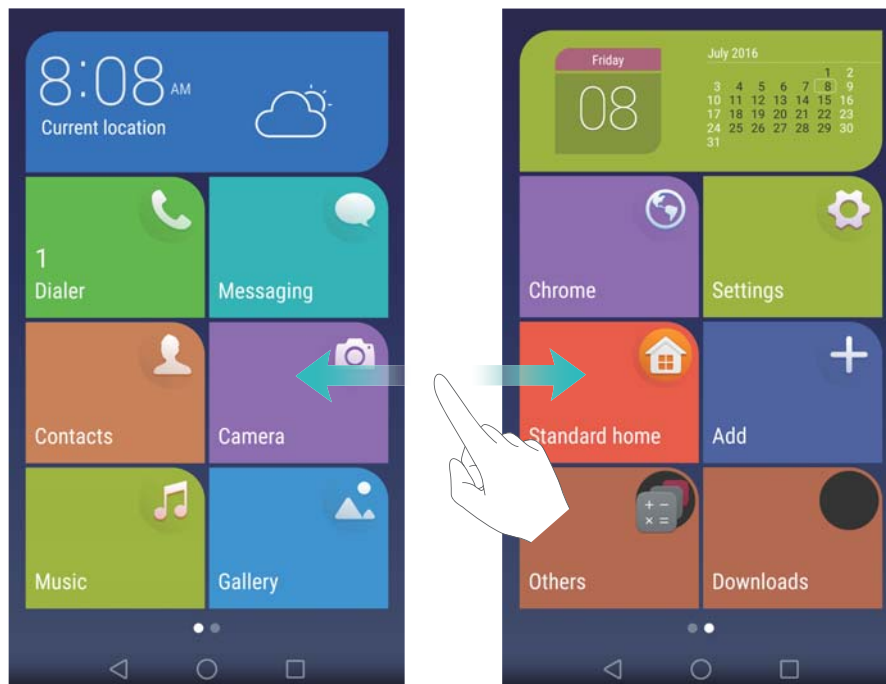 8:08 AM
Current location
1
Dialer
Messaging
Contacts
Camera
Music
Gallery
Friday
08
July 2016
1 2
3 4 5 6 7 8 9
10 11 12 13 14 15 16
17 18 19 20 21 22 23
24 25 26 27 28 29 30
31
Chrome
Settings
Standard home
Add
Others
Downloads